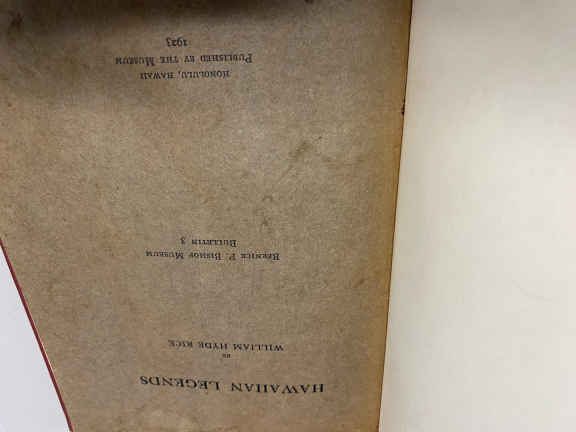 HAWAIIAN LEGENDS
BY
WILLIAM HYDE RICE
BERNICE P. BISHOP MUSEUM
BULLETIN 3
HONOLULU, HAWAII
PUBLISHED BY THE MUSEUM
1923